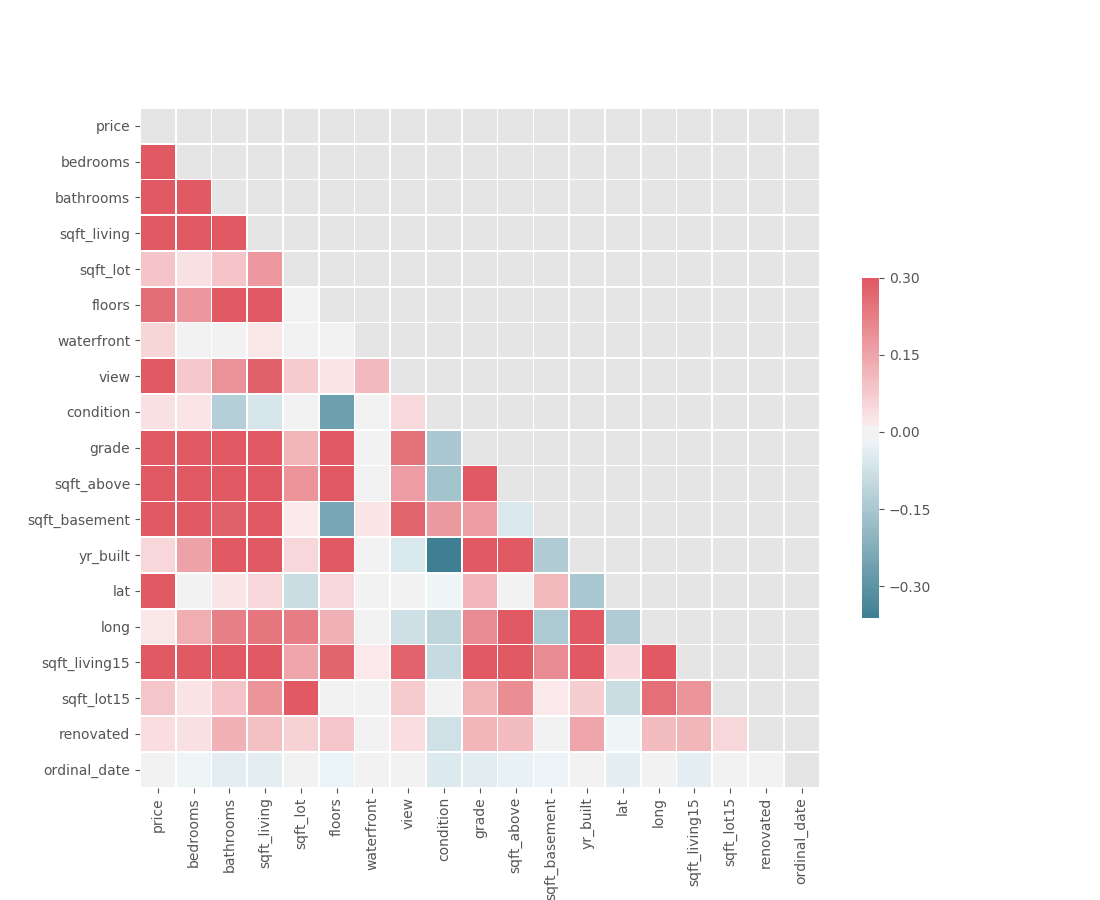 price
bedrooms
bathrooms
sqft_living
sqft_lot
floors
waterfront
view
condition
grade
sqft_above
sqft_basement
yr_built
lat
long
sqft_living15
sqft_lot15
renovated
ordinal_date
price
bedrooms
bathrooms
sqft_living
sqft_lot
floors
waterfront
view
condition
grade
sqft_above
sqft_basement
yr_built
lat
long
sqft_living15
sqft_lot15
renovated
ordinal_date
0.30
0.15
0.00
−0.15
−0.30